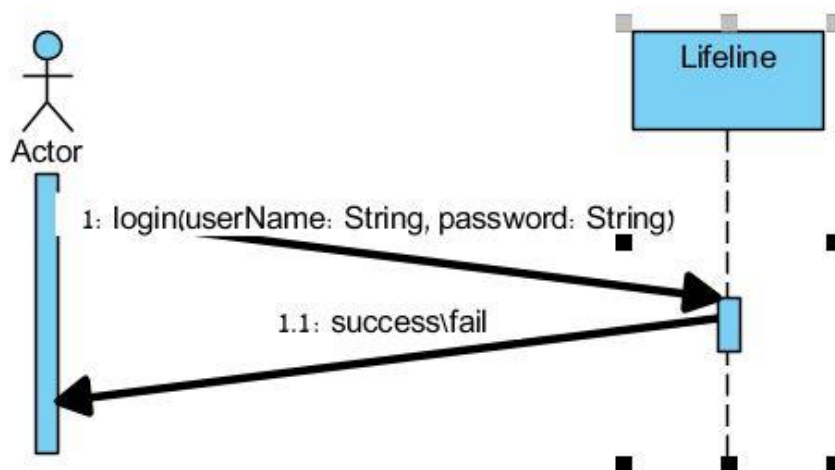 Lifeline
Actor
1: login(userName: String, password: String)
1.1: success\fail